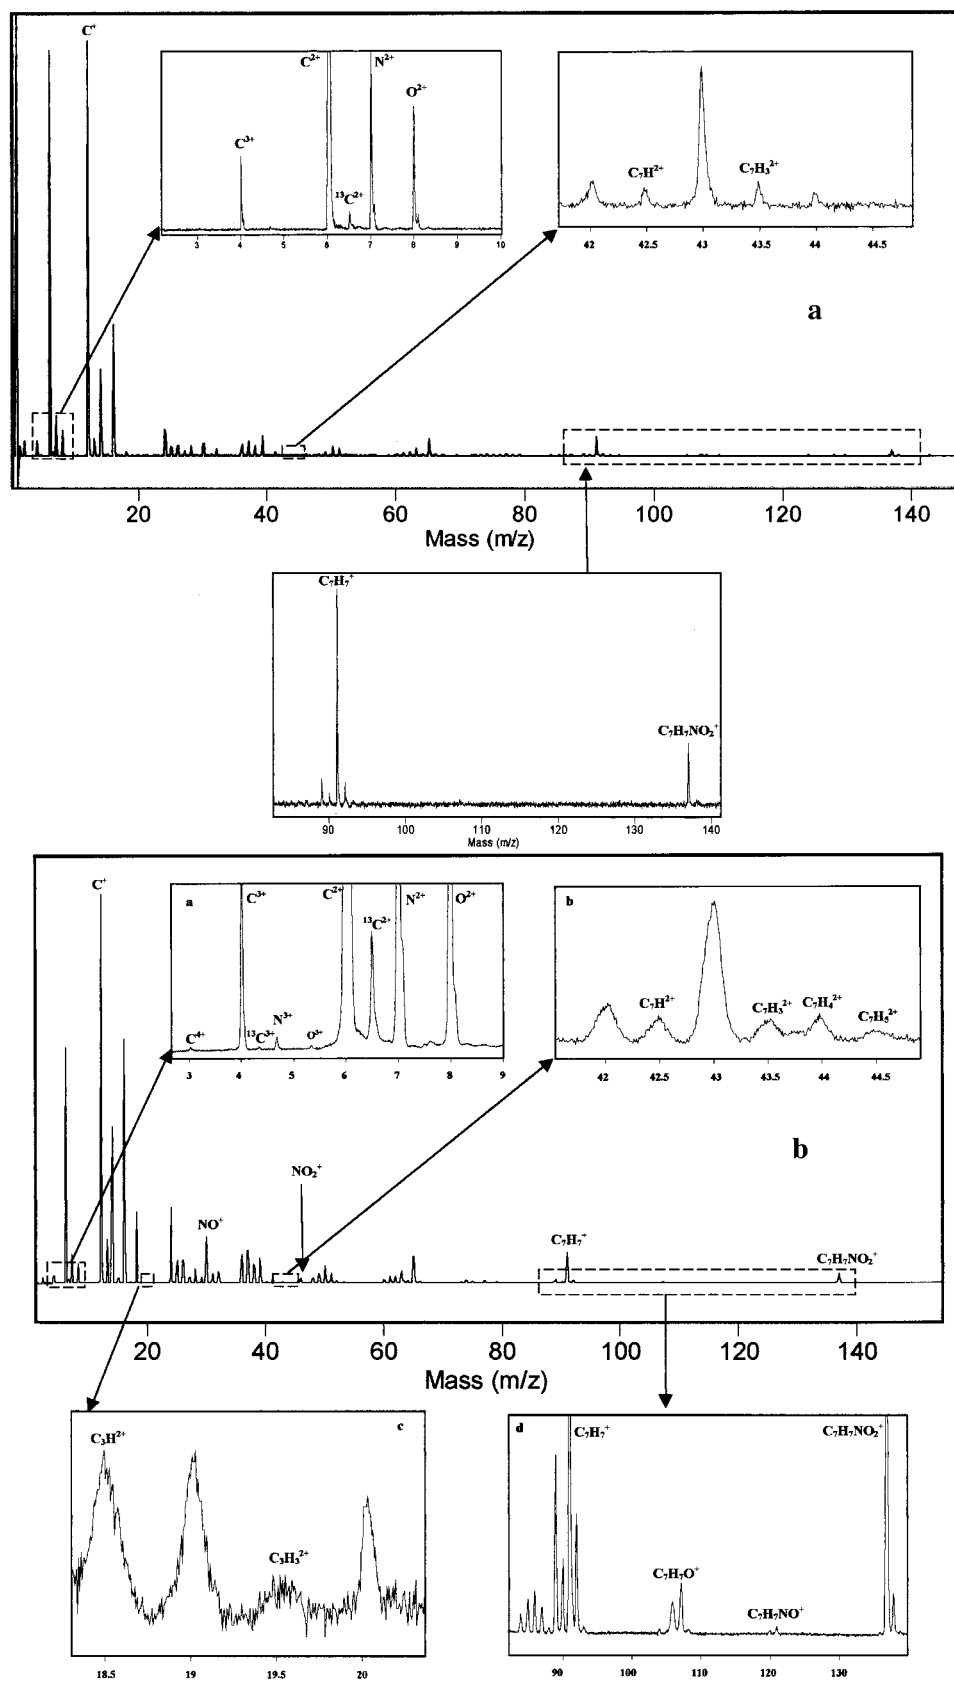 C⁺
C²⁺ N²⁺
O²⁺
C³⁺
¹³C²⁺
3 4 5 6 7 8 9 10
C₇H²⁺ C₇H₃²⁺
42 42.5 43 43.5 44 44.5
a
20 40 60 80 100 120 140
Mass (m/z)
C₇H₇⁺
C₇H₇NO₂⁺
90 100 110 120 130 140
Mass (m/z)
C⁺
a C³⁺ C²⁺ N²⁺ O²⁺
¹³C²⁺
C⁴⁺ ¹³C³⁺ N³⁺ O³⁺
3 4 5 6 7 8 9
b
C₇H²⁺ C₇H₃²⁺ C₇H₄²⁺ C₇H₅²⁺
42 42.5 43 43.5 44 44.5
b
NO₂⁺
NO⁺
C₇H₇⁺
C₇H₇NO₂⁺
20 40 60 80 100 120 140
Mass (m/z)
c
C₃H²⁺
C₃H₃²⁺
18.5 19 19.5 20
d C₇H₇⁺ C₇H₇NO₂⁺
C₇H₇O⁺
C₇H₇NO⁺
90 100 110 120 130